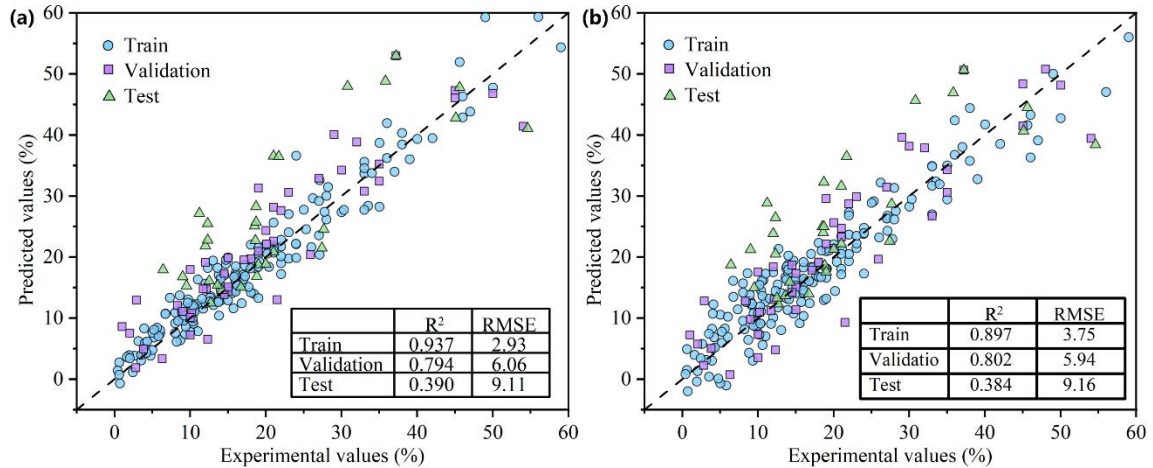 (a)
60
50
40
30
20
10
0
Predicted values (%)
Train
Validation
Test
R² RMSE
Train 0.937 2.93
Validation 0.794 6.06
Test 0.390 9.11
0 10 20 30 40 50 60
Experimental values (%)
(b)
60
50
40
30
20
10
0
Predicted values (%)
Train
Validation
Test
R² RMSE
Train 0.897 3.75
Validatio 0.802 5.94
Test 0.384 9.16
0 10 20 30 40 50 60
Experimental values (%)